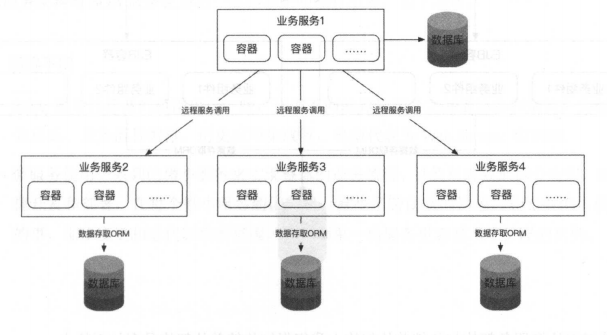 业务服务1
容器
容器
……
数据库
远程服务调用
远程服务调用
远程服务调用
业务服务2
容器
容器
……
业务服务3
容器
容器
……
业务服务4
容器
容器
……
数据存取ORM
数据存取ORM
数据存取ORM
数据库
数据库
数据库